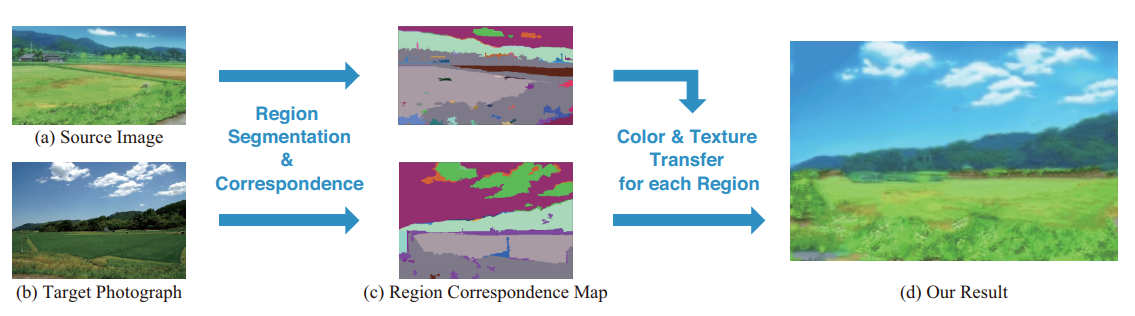 (a) Source Image
(b) Target Photograph
Region
Segmentation
&
Correspondence
(c) Region Correspondence Map
Color & Texture
Transfer
for each Region
(d) Our Result